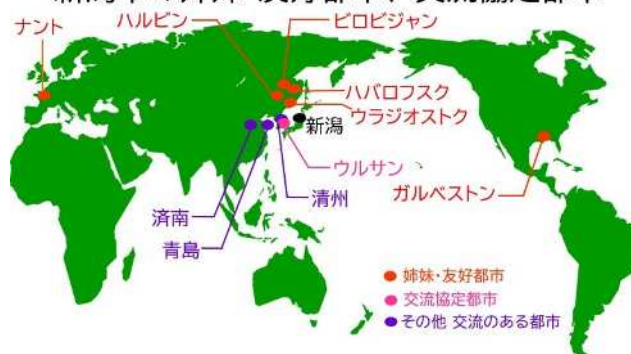 ナント
ハルビン
ビロビジャン
ハバロフスク
ウラジオストク
新潟
ウルサン
ガルベストン
清州
済南
青島
姉妹・友好都市
交流協定都市
その他 交流のある都市